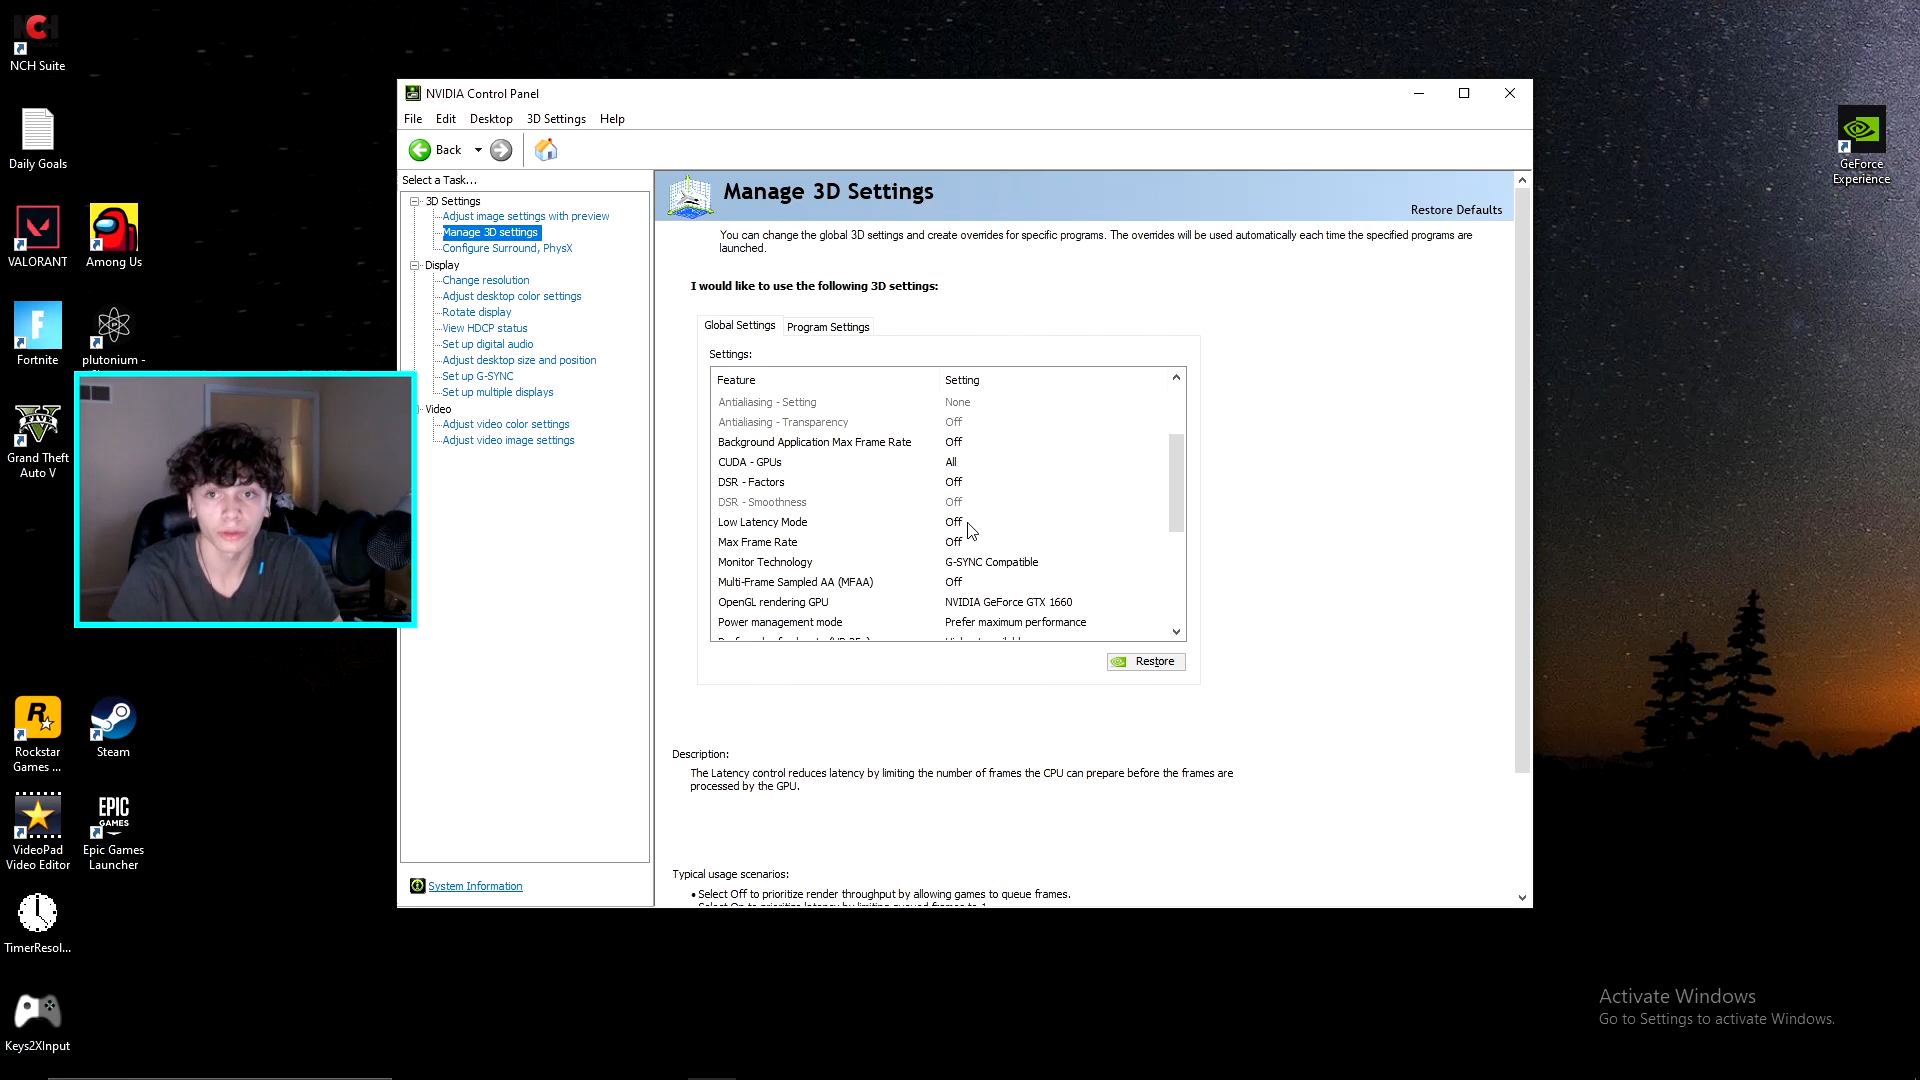 NCH Suite
Daily Goals
VALORANT
Among Us
Fortnite
plutonium -
Grand Theft
Auto V
Rockstar
Games ...
Steam
VideoPad
Video Editor
EPIC
GAMES
Epic Games
Launcher
TimerResol...
Keys2XInput
NVIDIA Control Panel
File Edit Desktop 3D Settings Help
Back
Select a Task...
3D Settings
Adjust image settings with preview
Manage 3D settings
Configure Surround, PhysX
Display
Change resolution
Adjust desktop color settings
Rotate display
View HDCP status
Set up digital audio
Adjust desktop size and position
Set up G-SYNC
Set up multiple displays
Video
Adjust video color settings
Adjust video image settings
System Information
Manage 3D Settings
Restore Defaults
You can change the global 3D settings and create overrides for specific programs. The overrides will be used automatically each time the specified programs are
launched.
I would like to use the following 3D settings:
Global Settings Program Settings
Settings:
Feature Setting
Antialiasing - Setting None
Antialiasing - Transparency Off
Background Application Max Frame Rate Off
CUDA - GPUs All
DSR - Factors Off
DSR - Smoothness Off
Low Latency Mode Off
Max Frame Rate Off
Monitor Technology G-SYNC Compatible
Multi-Frame Sampled AA (MFAA) Off
OpenGL rendering GPU NVIDIA GeForce GTX 1660
Power management mode Prefer maximum performance
Restore
Description:
The Latency control reduces latency by limiting the number of frames the CPU can prepare before the frames are
processed by the GPU.
Typical usage scenarios:
• Select Off to prioritize render throughput by allowing games to queue frames.
GeForce
Experience
Activate Windows
Go to Settings to activate Windows.